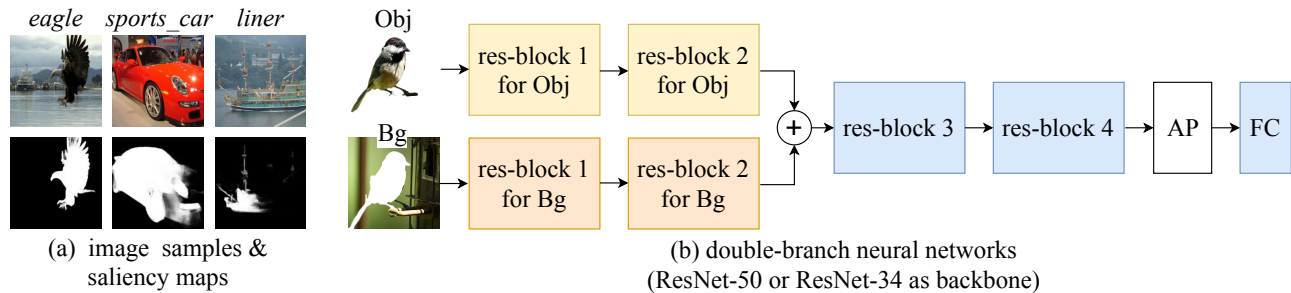 eagle sports_car liner
(a) image samples &
saliency maps
Obj
res-block 1
for Obj
res-block 2
for Obj
Bg
res-block 1
for Bg
res-block 2
for Bg
+
res-block 3
res-block 4
AP
FC
(b) double-branch neural networks
(ResNet-50 or ResNet-34 as backbone)